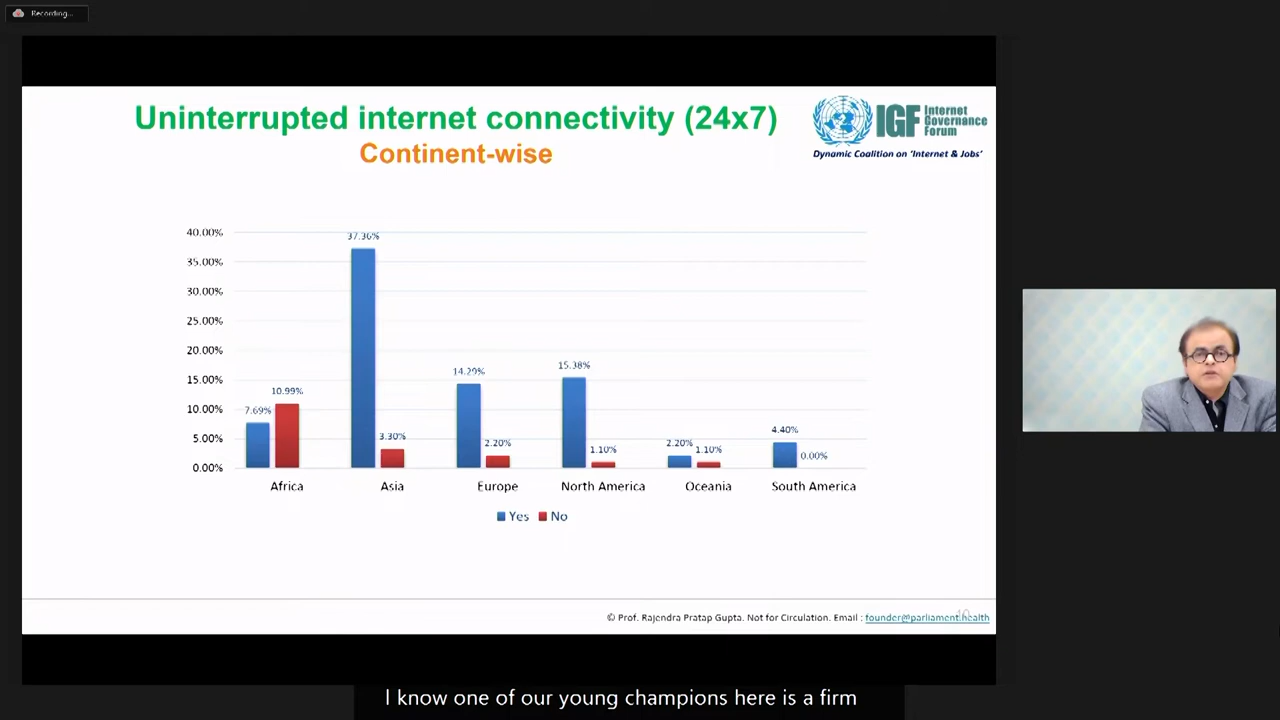 Recording...
Uninterrupted internet connectivity (24x7)
Continent-wise
IGF Internet Governance Forum
Dynamic Coalition on 'Internet & Jobs'
40.00%
35.00%
30.00%
25.00%
20.00%
15.00%
10.00%
5.00%
0.00%
7.69%
10.99%
37.36%
3.30%
14.29%
2.20%
15.38%
1.10%
2.20%
1.10%
4.40%
0.00%
Africa
Asia
Europe
North America
Oceania
South America
Yes
No
© Prof. Rajendra Pratap Gupta. Not for Circulation. Email : founder@parliament.health
10
I know one of our young champions here is a firm